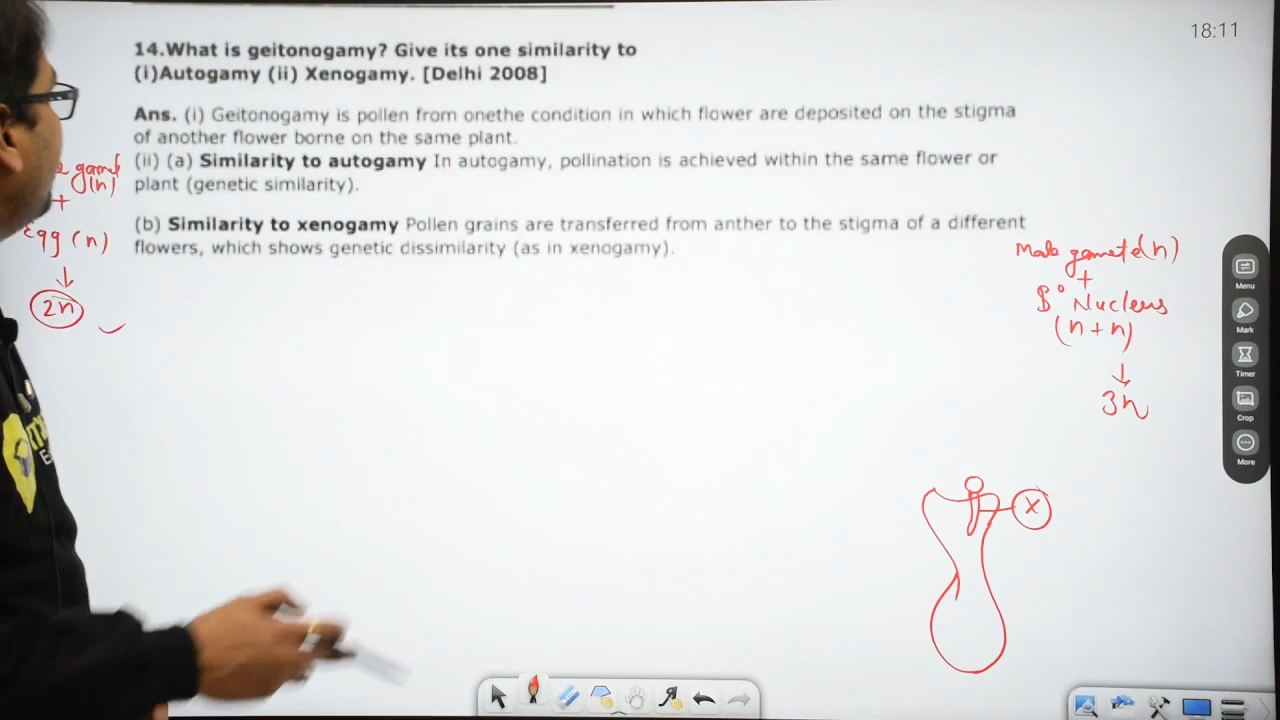 18:11
14.What is geitonogamy? Give its one similarity to
(i)Autogamy (ii) Xenogamy. [Delhi 2008]
Ans. (i) Geitonogamy is pollen from onethe condition in which flower are deposited on the stigma
of another flower borne on the same plant.
(ii) (a) Similarity to autogamy In autogamy, pollination is achieved within the same flower or
plant (genetic similarity).
(b) Similarity to xenogamy Pollen grains are transferred from anther to the stigma of a different
flowers, which shows genetic dissimilarity (as in xenogamy).
(n)
+
Egg (n)
↓
2n
Male gamete(n)
+
Nucleus
(n+n)
↓
3n
X
Menu
Mark
Timer
Crop
More